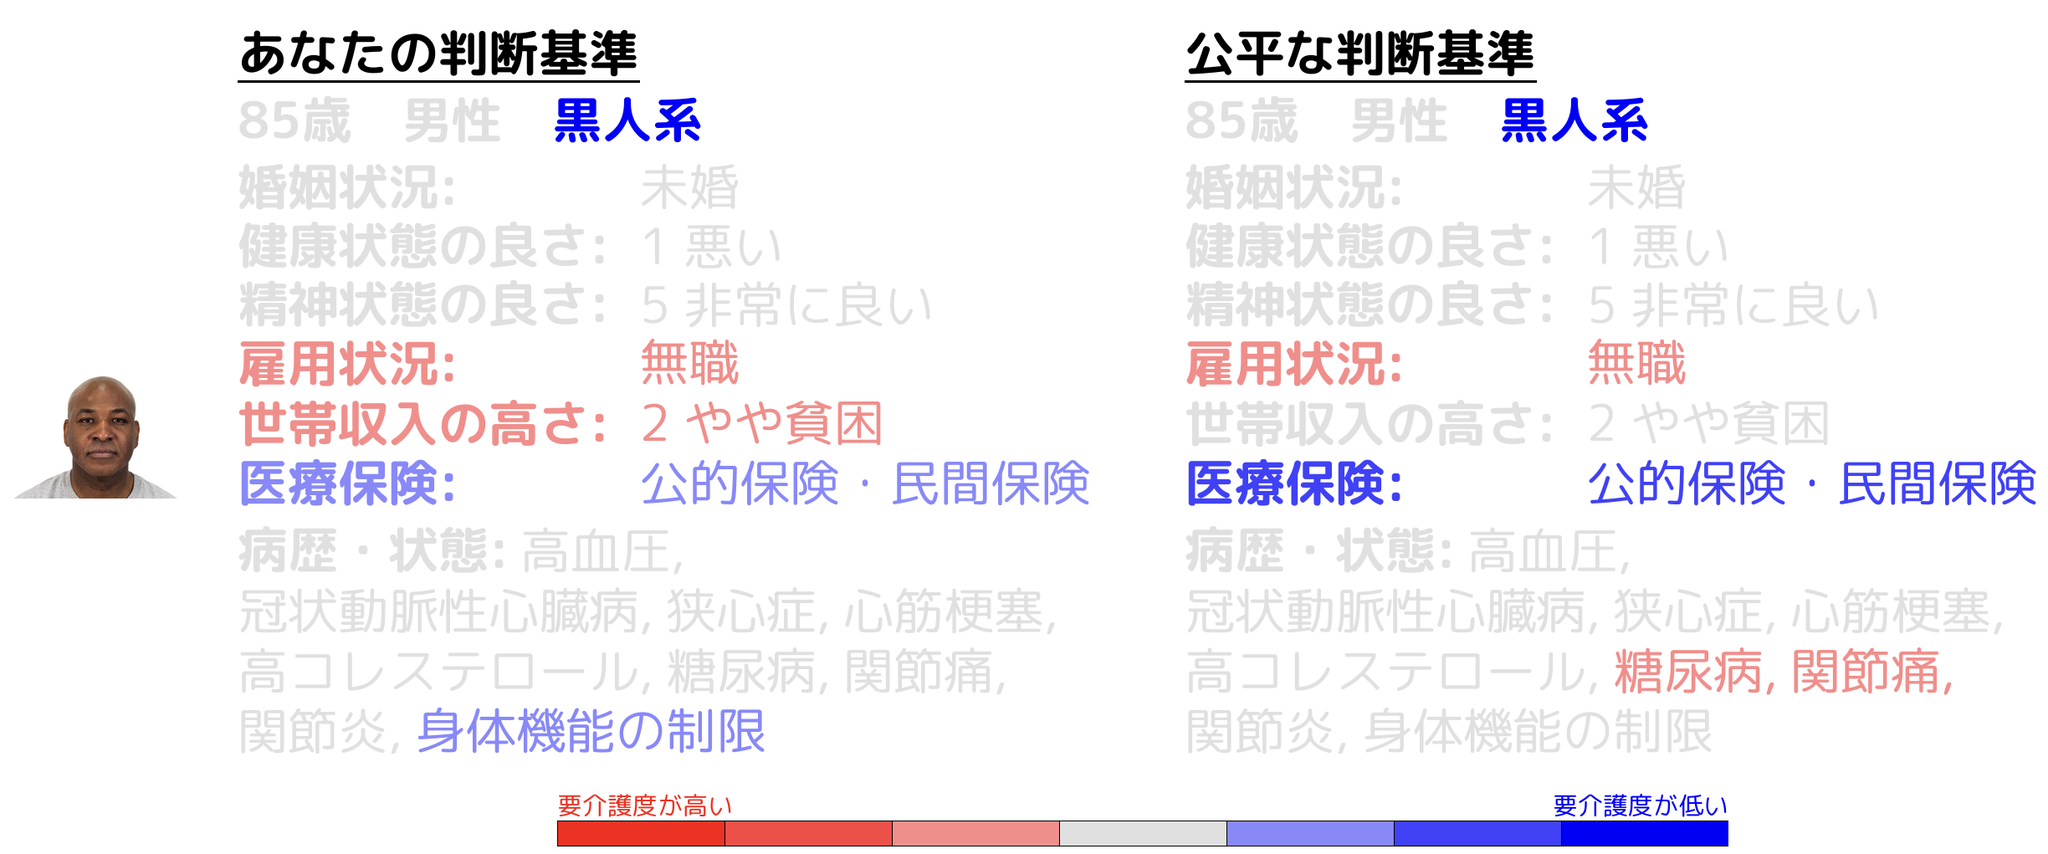 あなたの判断基準
85歳 男性 黒人系
婚姻状況: 未婚
健康状態の良さ: 1 悪い
精神状態の良さ: 5 非常に良い
雇用状況: 無職
世帯収入の高さ: 2 やや貧困
医療保険: 公的保険・民間保険
病歴・状態: 高血圧,
冠状動脈性心臓病, 狭心症, 心筋梗塞,
高コレステロール, 糖尿病, 関節痛,
関節炎, 身体機能の制限
公平な判断基準
85歳 男性 黒人系
婚姻状況: 未婚
健康状態の良さ: 1 悪い
精神状態の良さ: 5 非常に良い
雇用状況: 無職
世帯収入の高さ: 2 やや貧困
医療保険: 公的保険・民間保険
病歴・状態: 高血圧,
冠状動脈性心臓病, 狭心症, 心筋梗塞,
高コレステロール, 糖尿病, 関節痛,
関節炎, 身体機能の制限
要介護度が高い
要介護度が低い